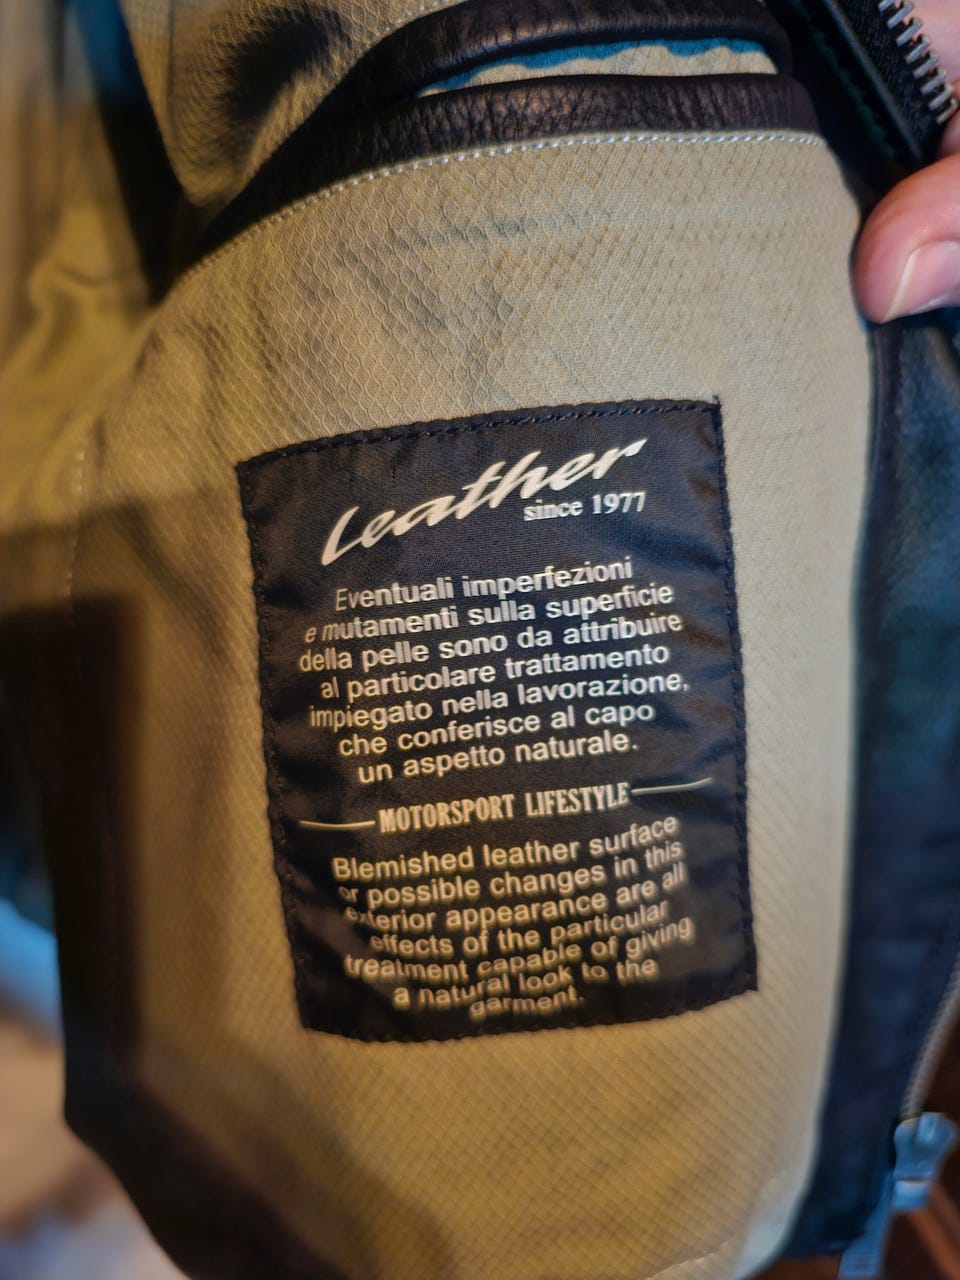 Leather
since 1977
Eventuali imperfezioni
e mutamenti sulla superficie
della pelle sono da attribuire
al particolare trattamento
impiegato nella lavorazione,
che conferisce al capo
un aspetto naturale.
MOTORSPORT LIFESTYLE
Blemished leather surface
or possible changes in this
exterior appearance are all
effects of the particular
treatment capable of giving
a natural look to the
garment.